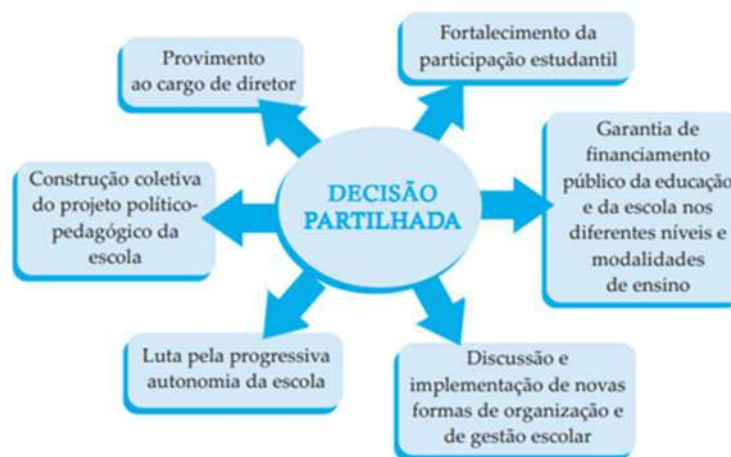 Provimento
ao cargo de diretor
Fortalecimento da
participação estudantil
Construção coletiva
do projeto político-
pedagógico da
escola
DECISÃO
PARTILHADA
Garantia de
financiamento
público da educação
e da escola nos
diferentes níveis e
modalidades
de ensino
Luta pela progressiva
autonomia da escola
Discussão e
implementação de novas
formas de organização e
de gestão escolar